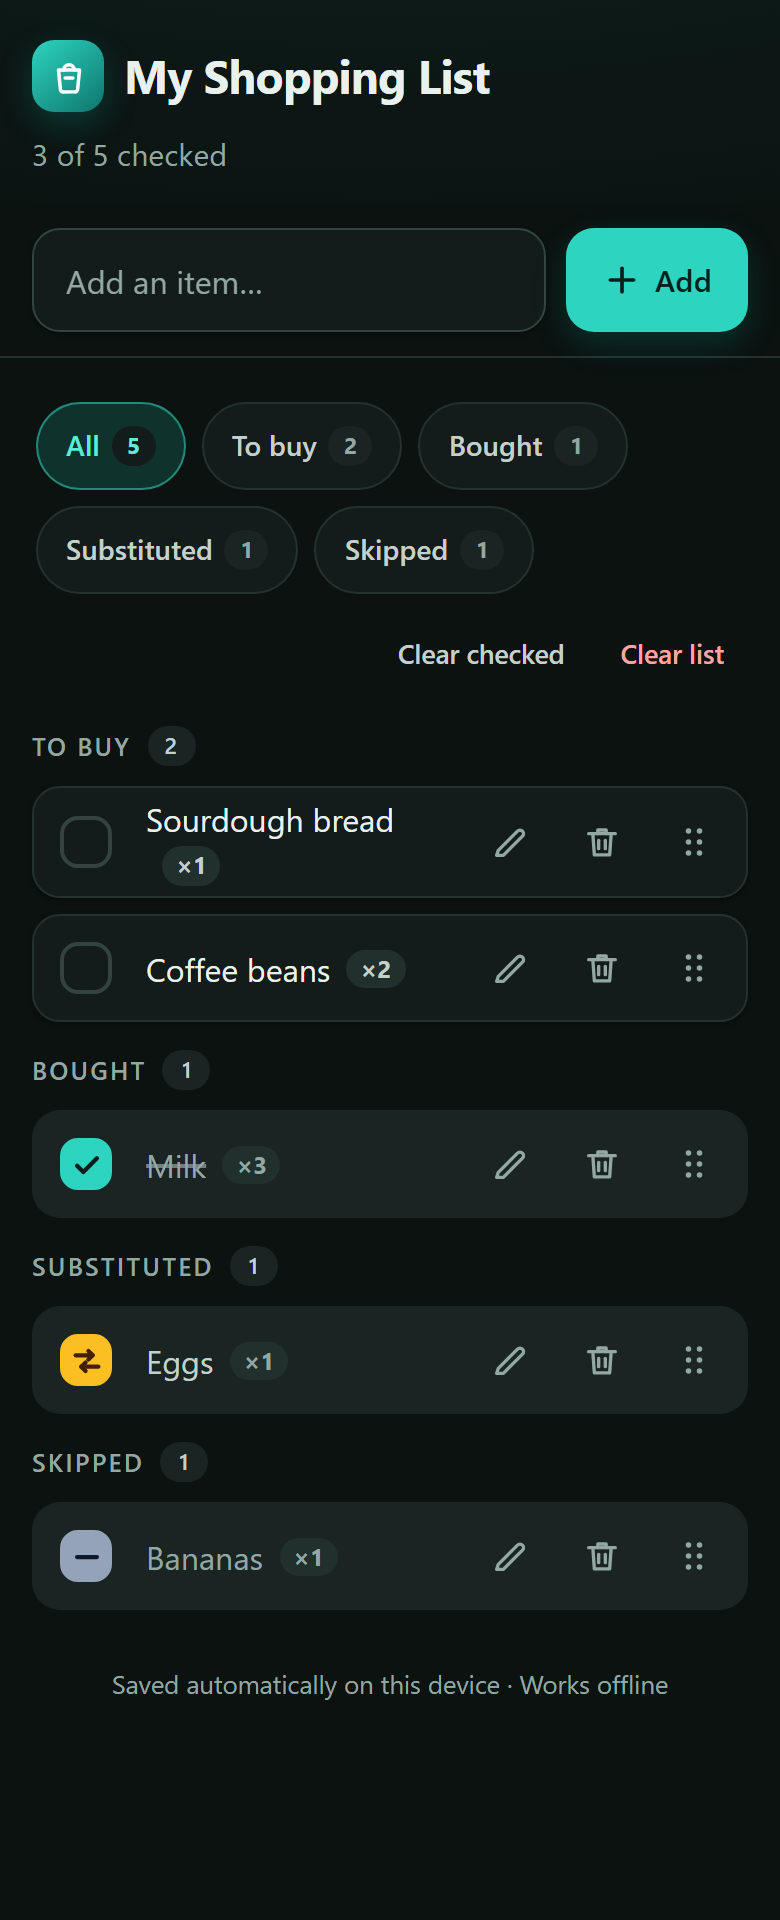 My Shopping List
3 of 5 checked
Add an item...
Add
All 5
To buy 2
Bought 1
Substituted 1
Skipped 1
Clear checked
Clear list
TO BUY 2
Sourdough bread
×1
Coffee beans ×2
BOUGHT 1
Milk ×3
SUBSTITUTED 1
Eggs ×1
SKIPPED 1
Bananas ×1
Saved automatically on this device · Works offline